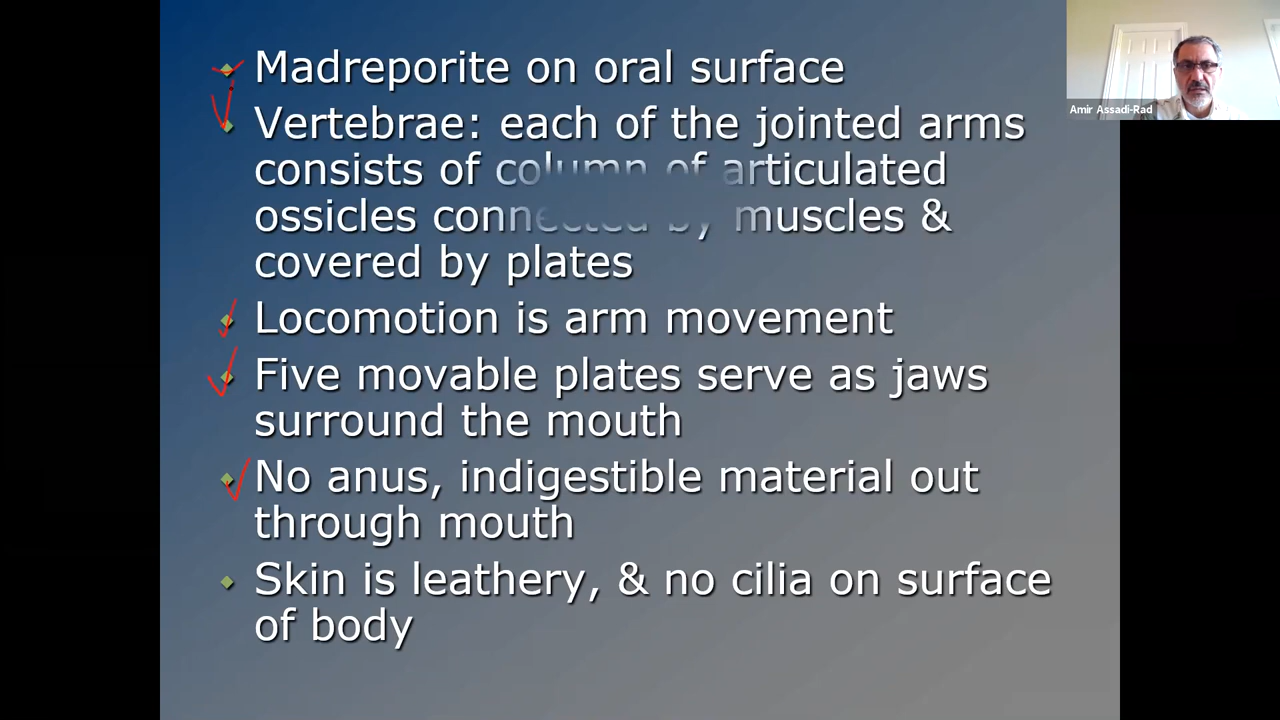 Madreporite on oral surface
Amir Assadi-Rad
Vertebrae: each of the jointed arms
consists of column of articulated
ossicles connected by muscles &
covered by plates
Locomotion is arm movement
Five movable plates serve as jaws
surround the mouth
No anus, indigestible material out
through mouth
Skin is leathery, & no cilia on surface
of body